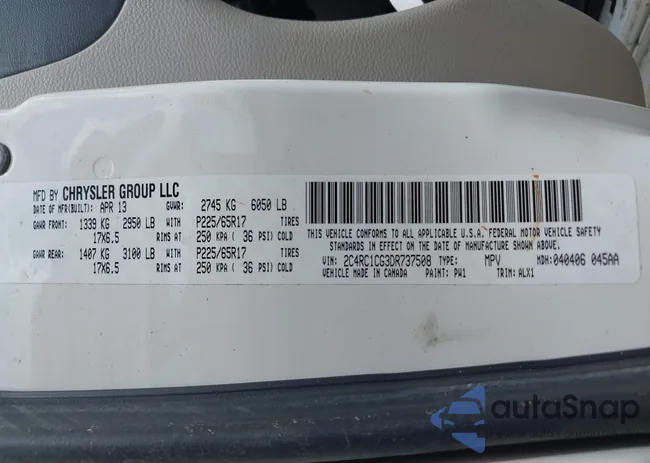 MFD BY CHRYSLER GROUP LLC
DATE OF MFR(BUILT): APR 13 GVWR: 2745 KG 6050 LB
GAWR FRONT: 1339 KG 2950 LB WITH P225/65R17 TIRES
17X6.5 RIMS AT 250 KPA ( 36 PSI) COLD
GAWR REAR: 1407 KG 3100 LB WITH P225/65R17 TIRES
17X6.5 RIMS AT 250 KPA ( 36 PSI) COLD
THIS VEHICLE CONFORMS TO ALL APPLICABLE U.S.A.FEDERAL MOTOR VEHICLE SAFETY
STANDARDS IN EFFECT ON THE DATE OF MANUFACTURE SHOWN ABOVE.
VIN: 2C4RC1CG3DR737508 TYPE: MPV MDH:040406 045AA
VEHICLE MADE IN CANADA PAINT: PW1 TRIM: ALX1
autoSnap